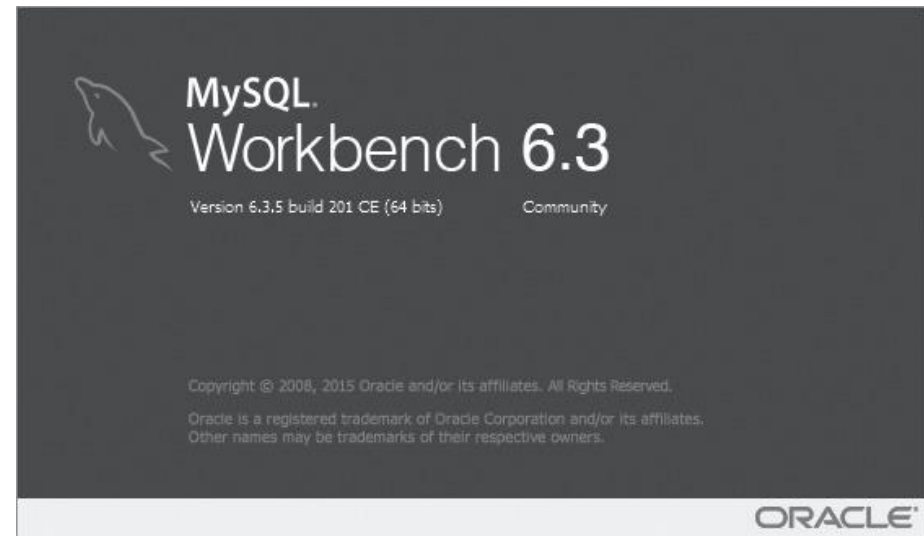 MySQL.
Workbench 6.3
Version 6.3.5 build 201 CE (64 bits) Community
Copyright © 2008, 2015 Oracle and/or its affiliates. All Rights Reserved.
Oracle is a registered trademark of Oracle Corporation and/or its affiliates.
Other names may be trademarks of their respective owners.
ORACLE